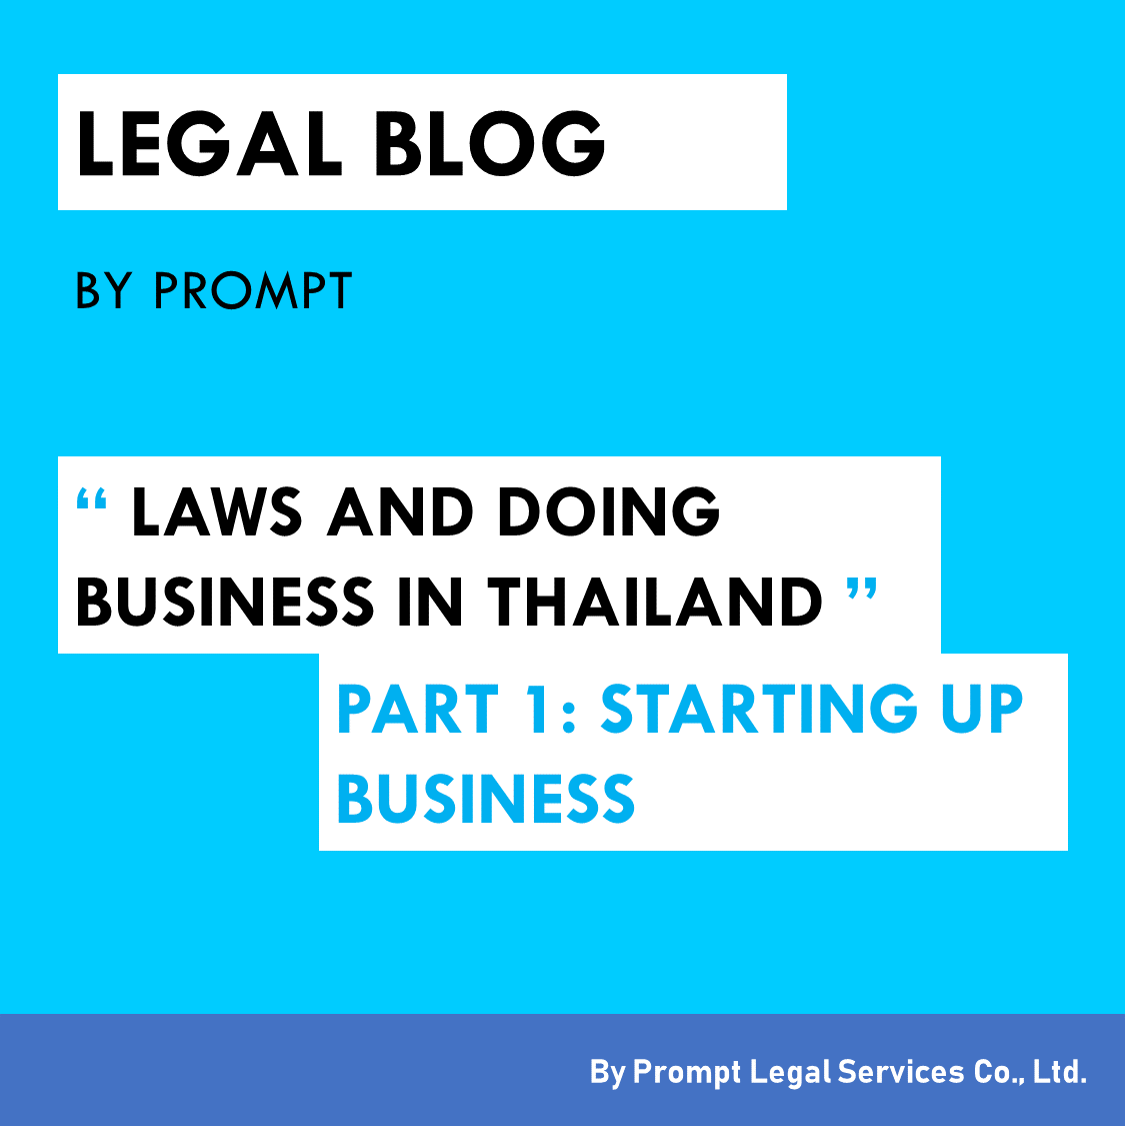 LEGAL BLOG
BY PROMPT
“ LAWS AND DOING
BUSINESS IN THAILAND ”
PART 1: STARTING UP
BUSINESS
By Prompt Legal Services Co., Ltd.